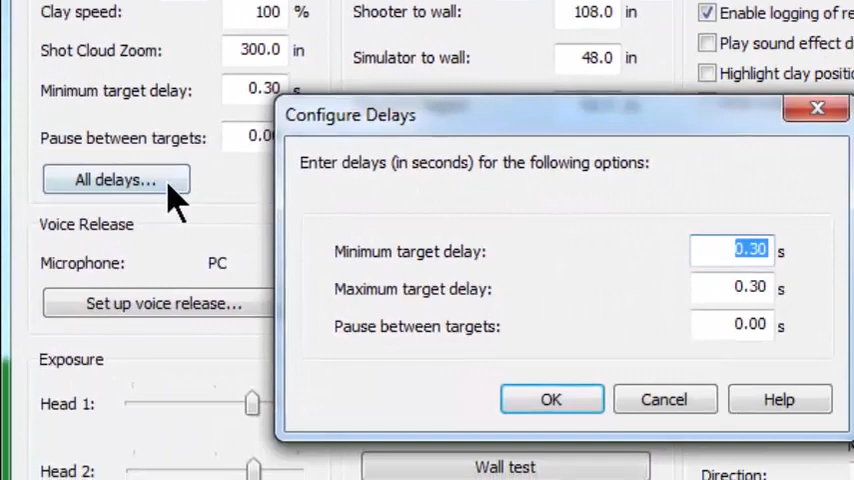 Clay speed: 100 %
Shot Cloud Zoom: 300.0 in
Minimum target delay: 0.30 s
Pause between targets: 0.00
All delays...
Shooter to wall: 108.0 in
Simulator to wall: 48.0 in
Enable logging of re
Play sound effect d
Highlight clay positio
Voice Release
Microphone: PC
Set up voice release...
Exposure
Head 1:
Head 2:
Configure Delays
Enter delays (in seconds) for the following options:
Minimum target delay: 0.30 s
Maximum target delay: 0.30 s
Pause between targets: 0.00 s
OK Cancel Help
Wall test
Direction: